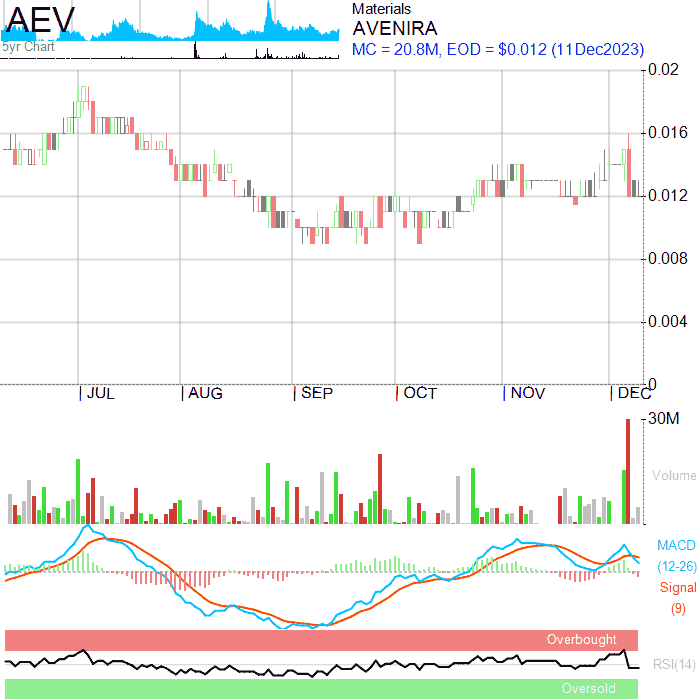 AEV
5yr Chart
Materials
AVENIRA
MC = 20.8M, EOD = $0.012 (11Dec2023)
0.02
0.016
0.012
0.008
0.004
0
JUL AUG SEP OCT NOV DEC
30M
Volume
MACD
(12-26)
Signal
(9)
Overbought
RSI(14)
Oversold